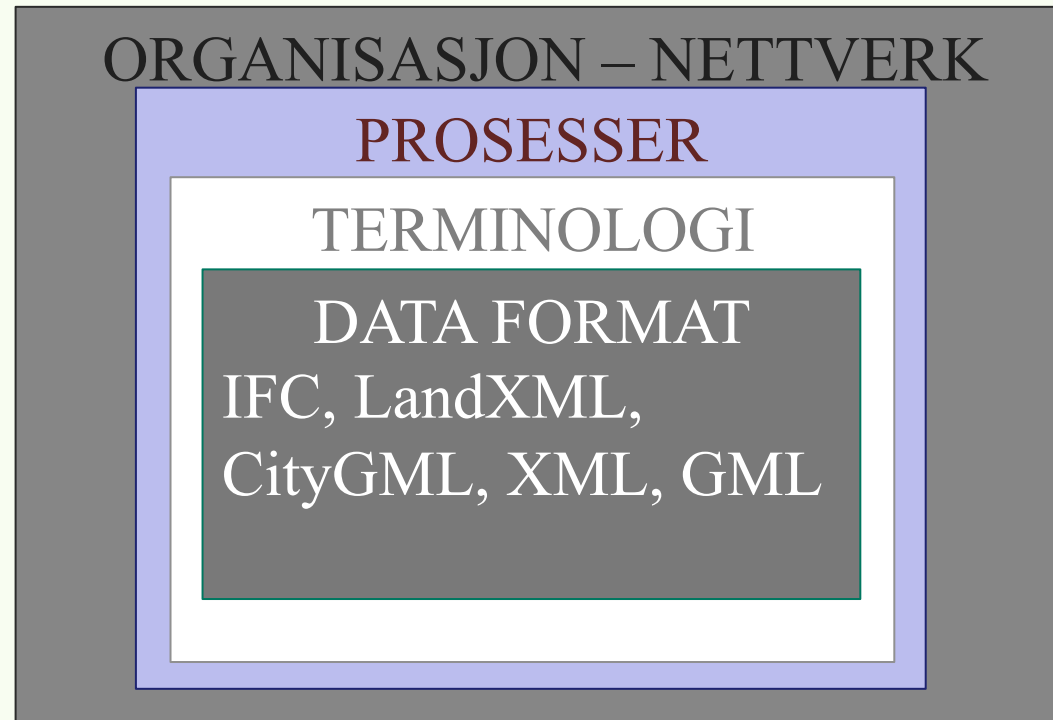 ORGANISASJON – NETTVERK
PROSESSER
TERMINOLOGI
DATA FORMAT
IFC, LandXML,
CityGML, XML, GML